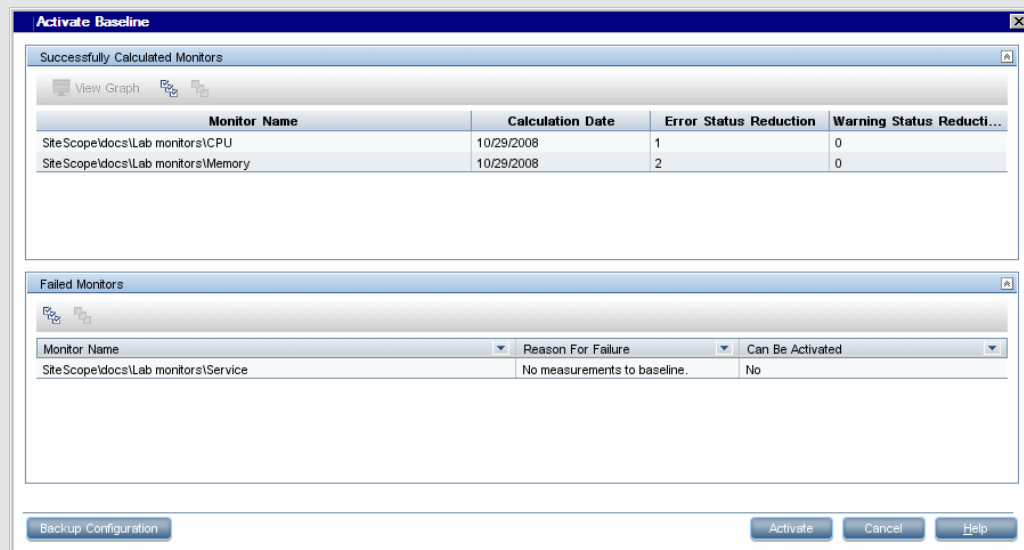 Activate Baseline
Successfully Calculated Monitors
View Graph
Monitor Name Calculation Date Error Status Reduction Warning Status Reducti...
SiteScope\docs\Lab monitors\CPU 10/29/2008 1 0
SiteScope\docs\Lab monitors\Memory 10/29/2008 2 0
Failed Monitors
Monitor Name Reason For Failure Can Be Activated
SiteScope\docs\Lab monitors\Service No measurements to baseline. No
Backup Configuration Activate Cancel Help